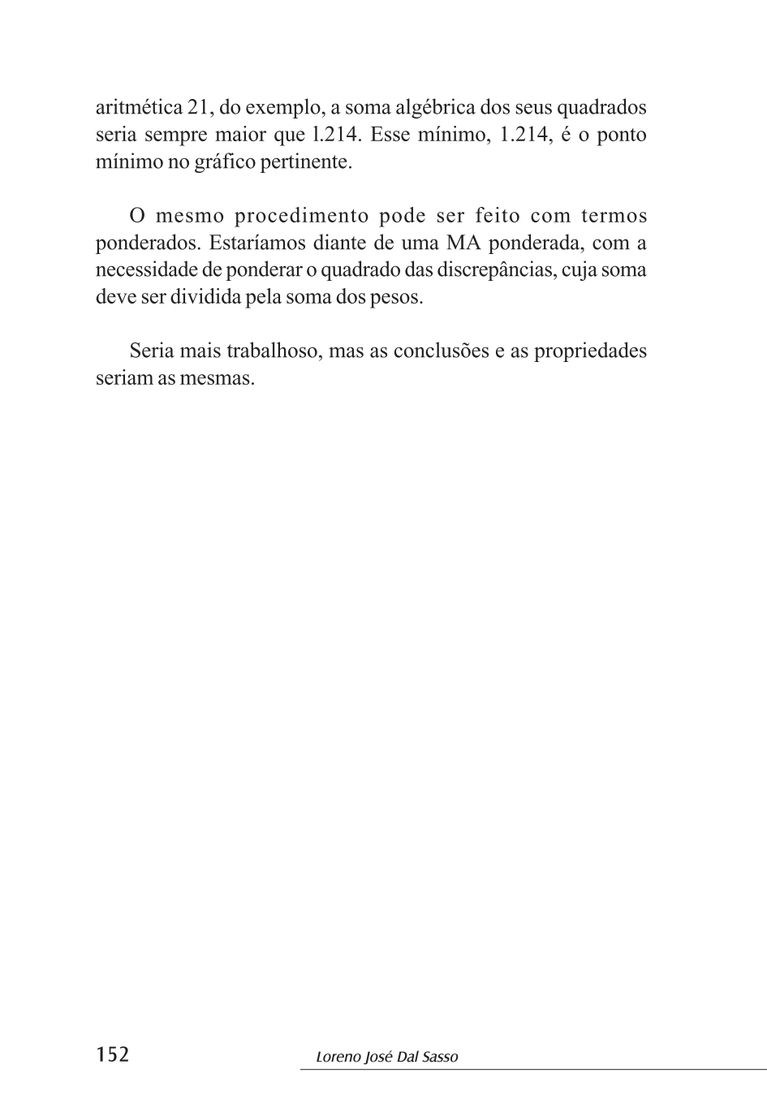 aritmética 21, do exemplo, a soma algébrica dos seus quadrados
seria sempre maior que l.214. Esse mínimo, 1.214, é o ponto
mínimo no gráfico pertinente.
O mesmo procedimento pode ser feito com termos
ponderados. Estaríamos diante de uma MA ponderada, com a
necessidade de ponderar o quadrado das discrepâncias, cuja soma
deve ser dividida pela soma dos pesos.
Seria mais trabalhoso, mas as conclusões e as propriedades
seriam as mesmas.
152
Loreno José Dal Sasso